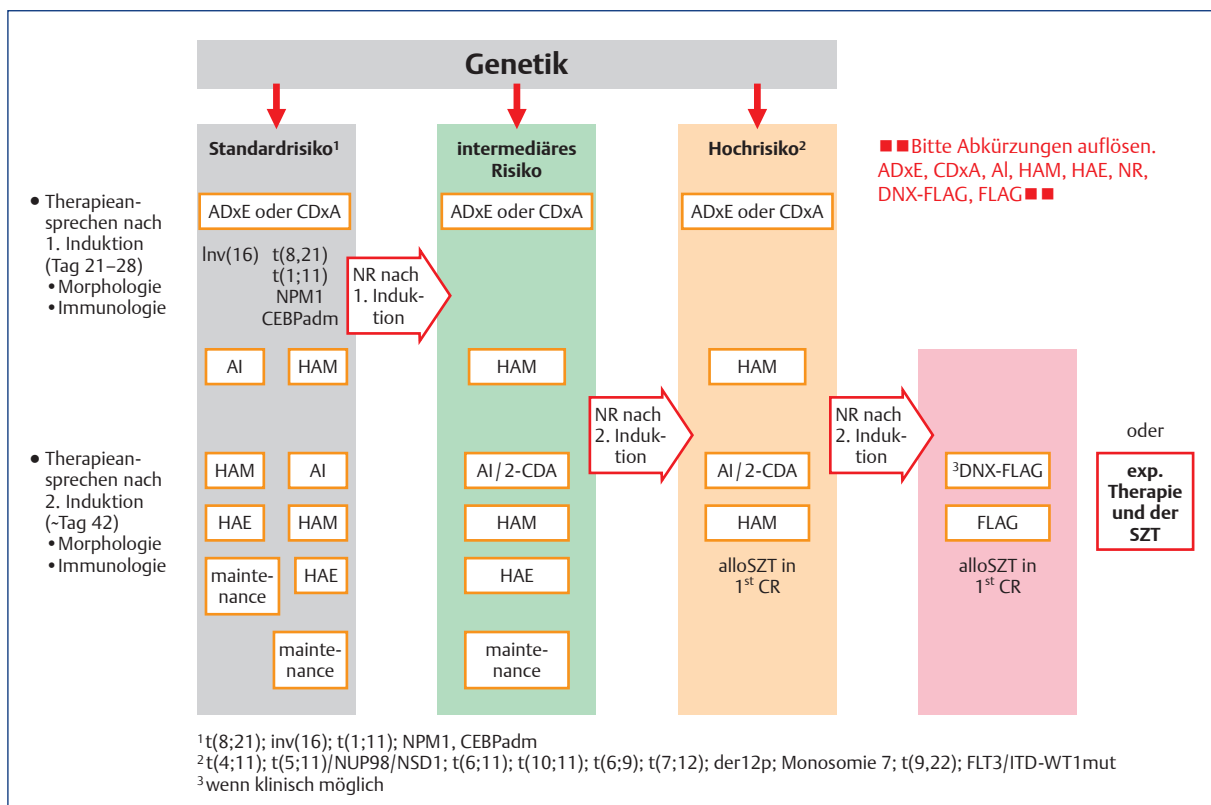 Genetik
Standardrisiko¹
intermediäres
Risiko
Hochrisiko²
■■Bitte Abkürzungen auflösen.
ADxE, CDxA, Al, HAM, HAE, NR,
DNX-FLAG, FLAG■■
• Therapiean-
sprechen nach
1. Induktion
(Tag 21–28)
• Morphologie
• Immunologie
ADxE oder CDxA
ADxE oder CDxA
ADxE oder CDxA
Inv(16)
t(8,21)
t(1;11)
NPM1
CEBPadm
NR nach
1. Induk-
tion
AI
HAM
HAM
HAM
NR nach
2. Induk-
tion
NR nach
2. Induk-
tion
• Therapiean-
sprechen nach
2. Induktion
(~Tag 42)
• Morphologie
• Immunologie
HAM
AI
AI / 2-CDA
AI / 2-CDA
³DNX-FLAG
oder
exp.
Therapie
und der
SZT
HAE
HAM
HAM
HAM
FLAG
mainte-
nance
HAE
HAE
alloSZT in
1st CR
alloSZT in
1st CR
mainte-
nance
mainte-
nance
¹t(8;21); inv(16); t(1;11); NPM1, CEBPadm
²t(4;11); t(5;11)/NUP98/NSD1; t(6;11); t(10;11); t(6;9); t(7;12); der12p; Monosomie 7; t(9,22); FLT3/ITD-WT1mut
³wenn klinisch möglich